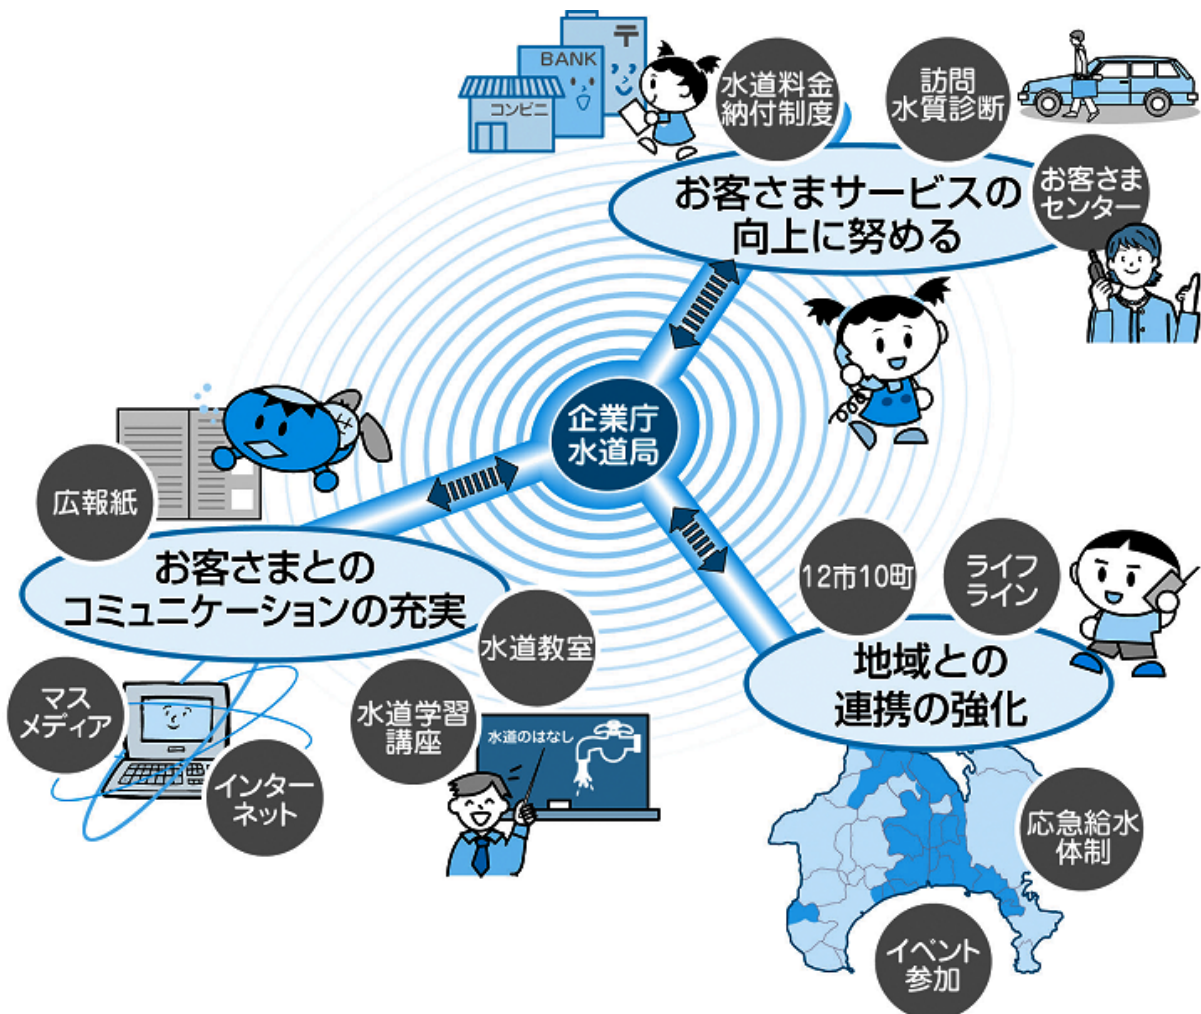 BANK
コンビニ
水道料金
納付制度
訪問
水質診断
お客さま
センター
お客さまサービスの
向上に努める
企業庁
水道局
広報紙
お客さまとの
コミュニケーションの充実
マス
メディア
インター
ネット
水道学習
講座
水道教室
水道のはなし
12市10町
ライフ
ライン
地域との
連携の強化
応急給水
体制
イベント
参加